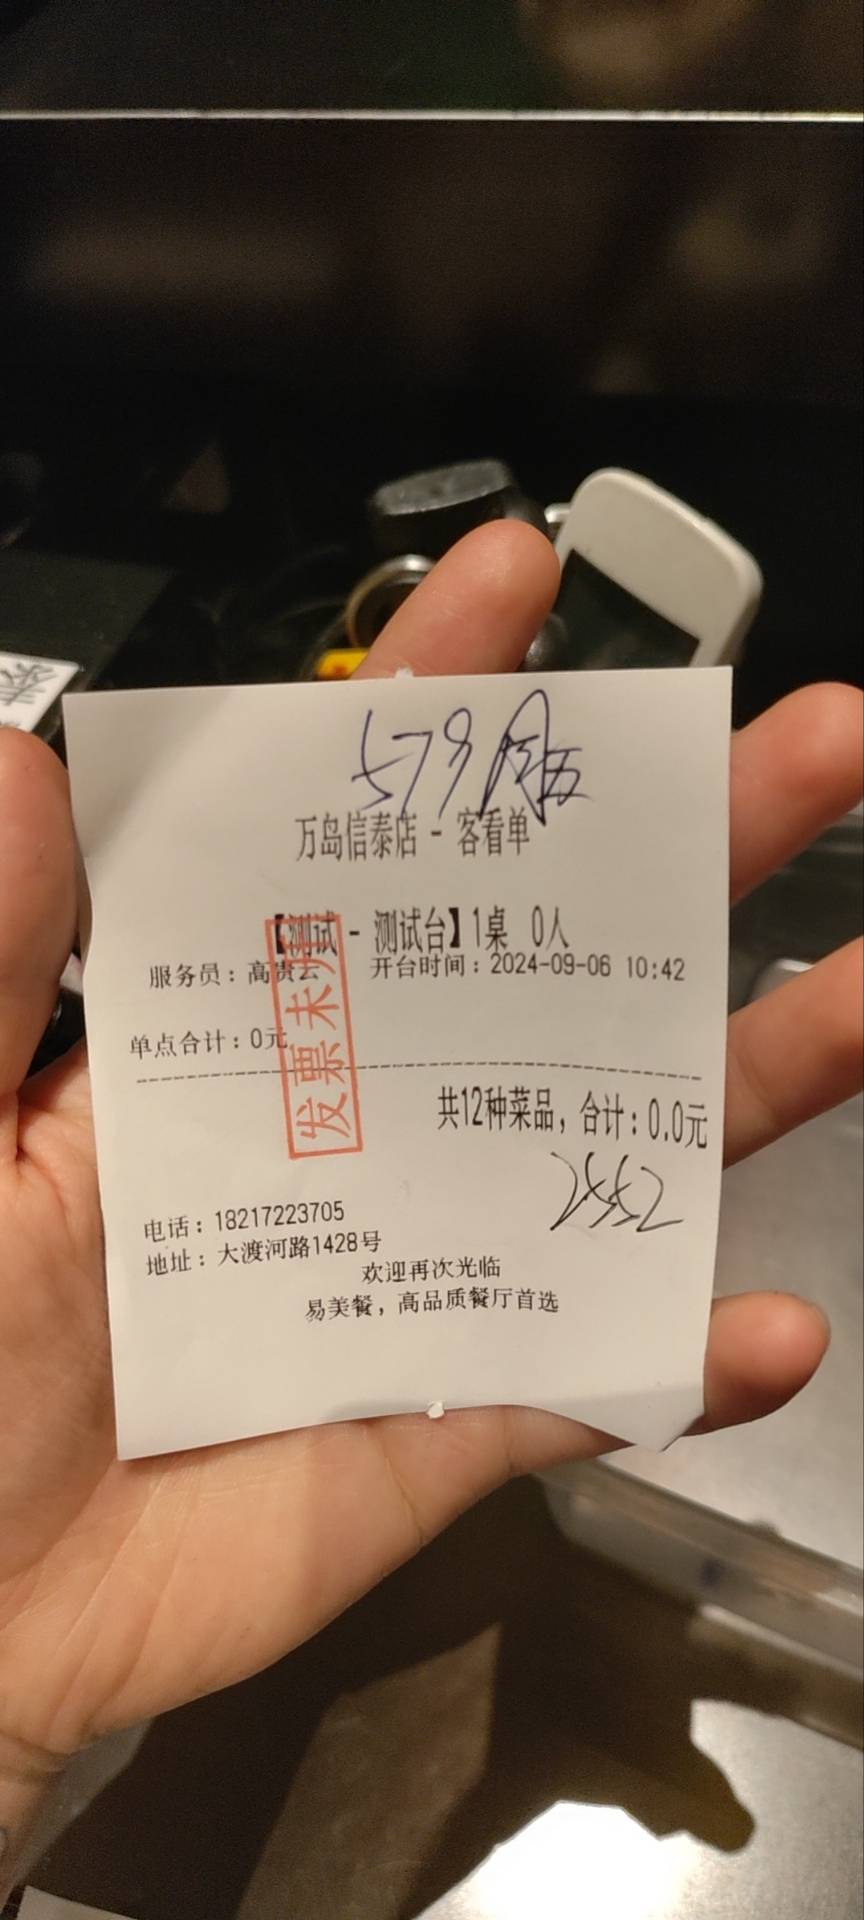 579 周五
万岛信泰店 - 客看单
【测试 - 测试台】1桌 0人
服务员：高贵云 开台时间：2024-09-06 10:42
单点合计：0元
发票未开
共12种菜品，合计：0.0元
2552
电话：18217223705
地址：大渡河路1428号
欢迎再次光临
易美餐，高品质餐厅首选